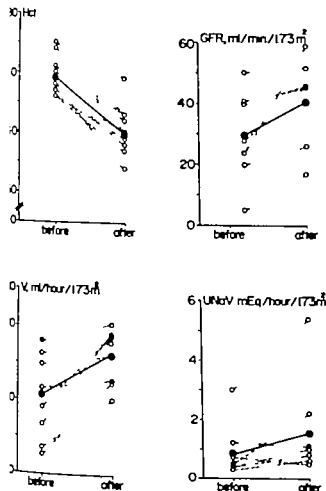 Hct
before
after
GFR, ml/min/1.73m²
60
40
20
0
before
after
V, ml/hour/1.73m²
before
after
UNaV mEq/hour/1.73m²
6
4
2
0
before
after